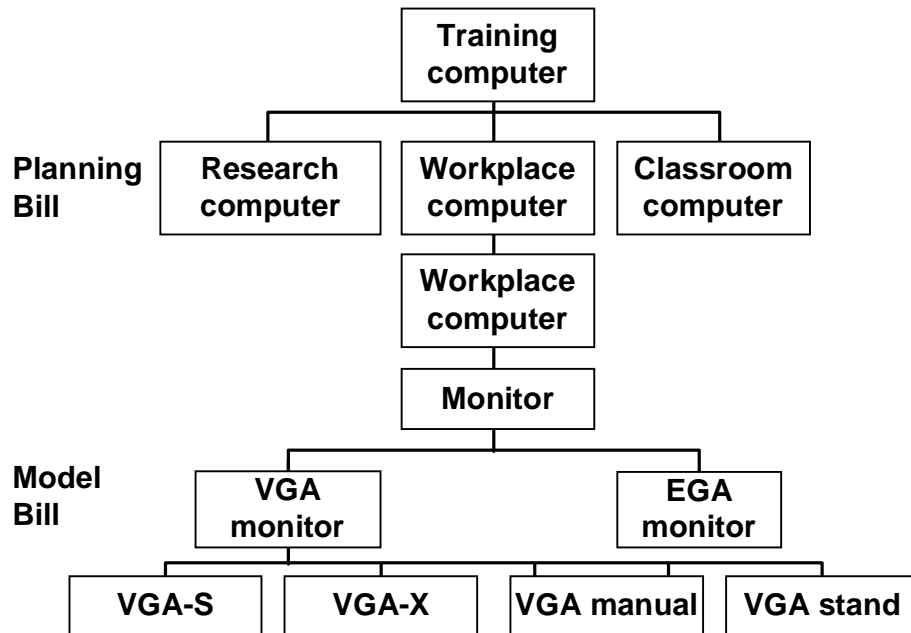 Training
computer
Planning
Bill
Research
computer
Workplace
computer
Classroom
computer
Workplace
computer
Monitor
Model
Bill
VGA
monitor
EGA
monitor
VGA-S
VGA-X
VGA manual
VGA stand